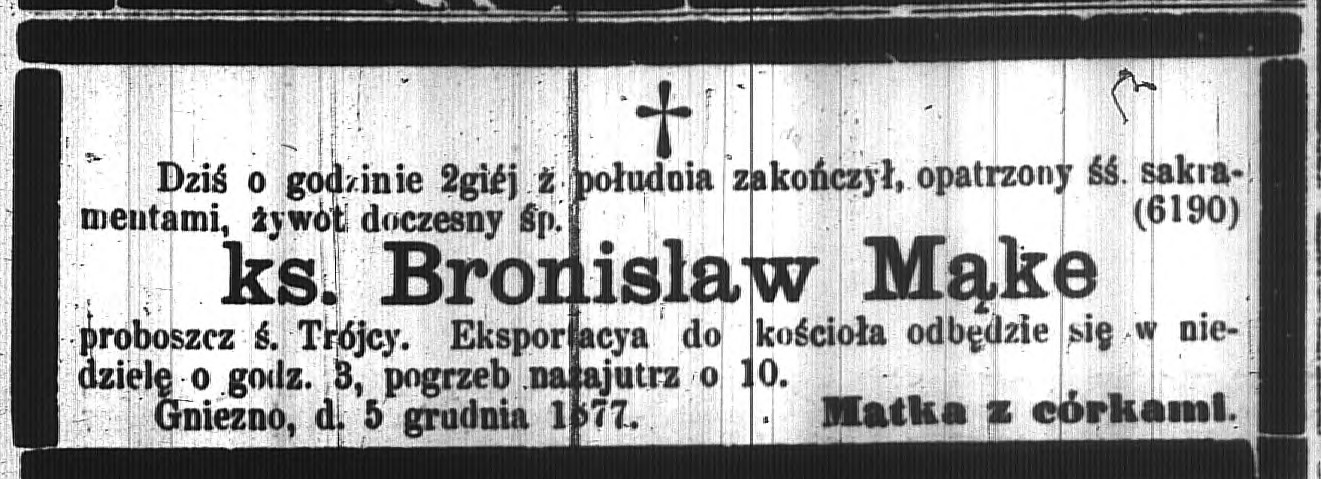 Dziś o godzinie 2giéj z południa zakończył, opatrzony śś. sakra-
mentami, żywot doczesny śp. (6190)
ks. Bronisław Mąke
proboszcz ś. Trójcy. Eksportacya do kościoła odbędzie się w nie-
dzielę o godz. 3, pogrzeb nazajutrz o 10.
Gniezno, d. 5 grudnia 1877. Matka z córkami.